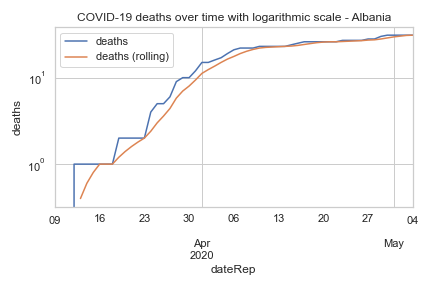 COVID-19 deaths over time with logarithmic scale - Albania
deaths
deaths (rolling)
deaths
10¹
10⁰
09 16 23 30 06 13 20 27 04
Apr May
2020
dateRep